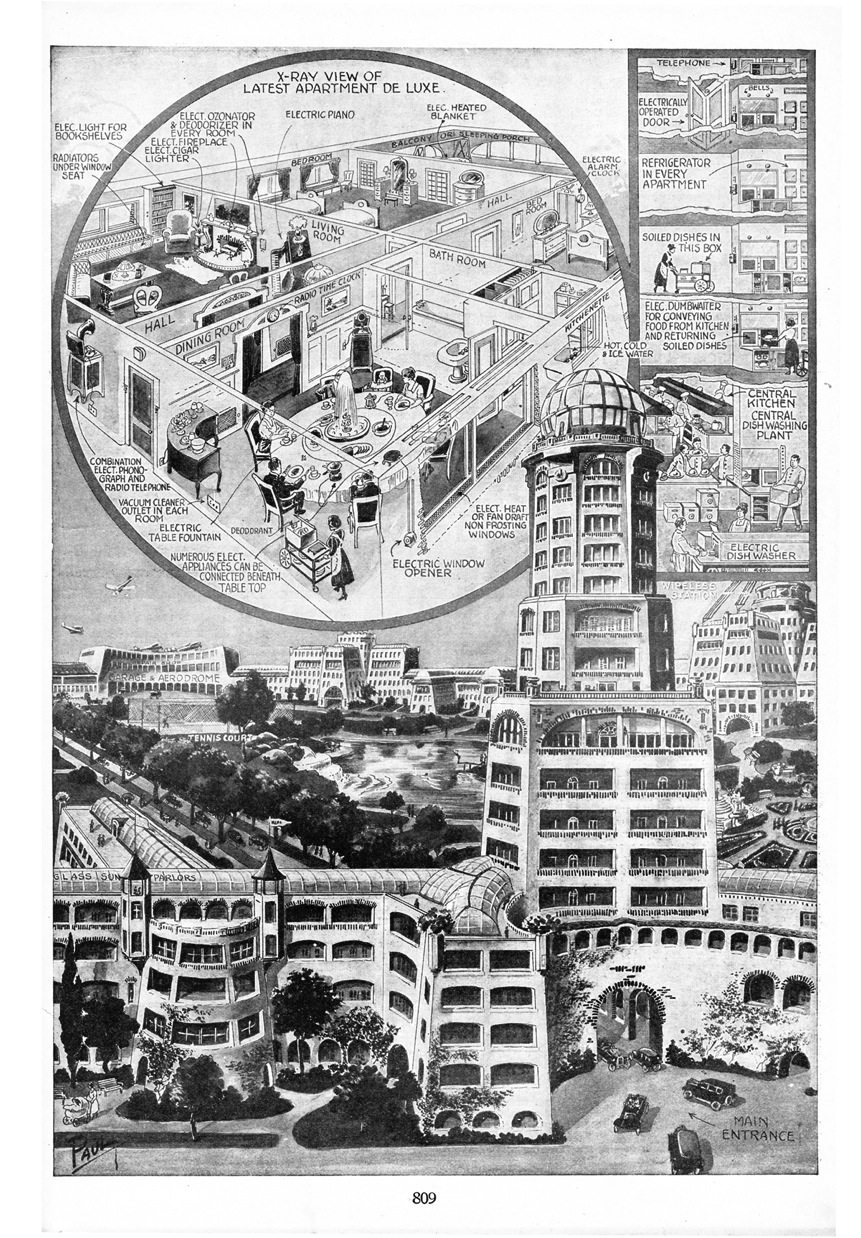 X-RAY VIEW OF
LATEST APARTMENT DE LUXE.
ELEC. LIGHT FOR
BOOKSHELVES
RADIATORS
UNDER WINDOW
SEAT
ELECT. OZONATOR
& DEODORIZER IN
EVERY ROOM
ELECT. FIREPLACE
ELECT. CIGAR
LIGHTER
ELECTRIC PIANO
ELEC. HEATED
BLANKET
BALCONY OR SLEEPING PORCH
ELECTRIC
ALARM
CLOCK
BEDROOM
HALL
BED
ROOM
LIVING
ROOM
BATH ROOM
RADIO TIME CLOCK
HALL
DINING ROOM
KITCHENETTE
HOT, COLD
& ICE WATER
COMBINATION
ELECT. PHONO-
GRAPH AND
RADIO TELEPHONE
VACUUM CLEANER
OUTLET IN EACH
ROOM
ELECTRIC
TABLE FOUNTAIN
DEODORANT
NUMEROUS ELECT.
APPLIANCES CAN BE
CONNECTED BENEATH
TABLE TOP
ELECT. HEAT
OR FAN DRAFT
NON FROSTING
WINDOWS
ELECTRIC WINDOW
OPENER
TELEPHONE
BELLS
ELECTRICALLY
OPERATED
DOOR
REFRIGERATOR
IN EVERY
APARTMENT
SOILED DISHES IN
THIS BOX
ELEC. DUMBWAITER
FOR CONVEYING
FOOD FROM KITCHEN
AND RETURNING
SOILED DISHES
CENTRAL
KITCHEN
CENTRAL
DISH WASHING
PLANT
ELECTRIC
DISH WASHER
WIRELESS
STATION
GARAGE & AERODROME
TENNIS COURT
GLASS SUN PARLORS
MAIN
ENTRANCE
PAUL
809